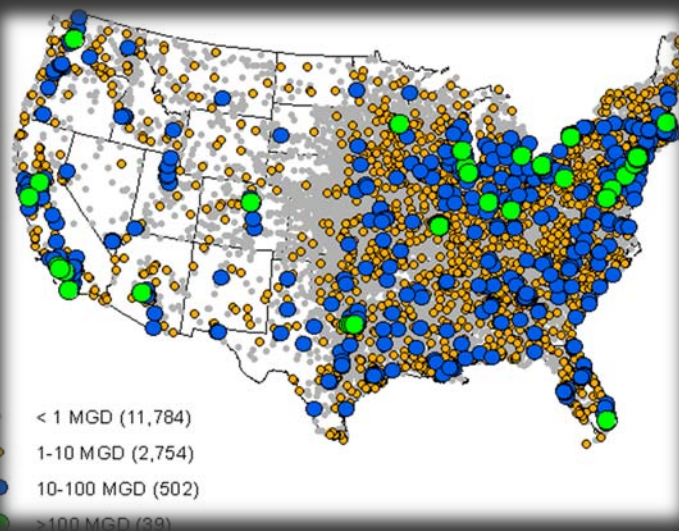 < 1 MGD (11,784)
1-10 MGD (2,754)
10-100 MGD (502)
>100 MGD (39)